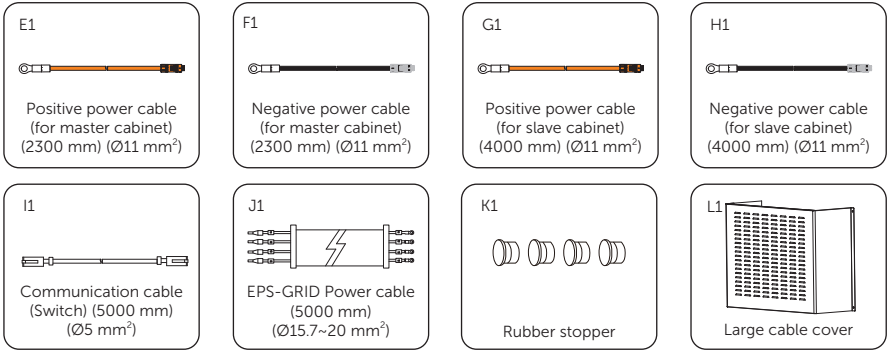 E1
Positive power cable
(for master cabinet)
(2300 mm) (Ø11 mm²)
F1
Negative power cable
(for master cabinet)
(2300 mm) (Ø11 mm²)
G1
Positive power cable
(for slave cabinet)
(4000 mm) (Ø11 mm²)
H1
Negative power cable
(for slave cabinet)
(4000 mm) (Ø11 mm²)
I1
Communication cable
(Switch) (5000 mm)
(Ø5 mm²)
J1
EPS-GRID Power cable
(5000 mm)
(Ø15.7~20 mm²)
K1
Rubber stopper
L1
Large cable cover